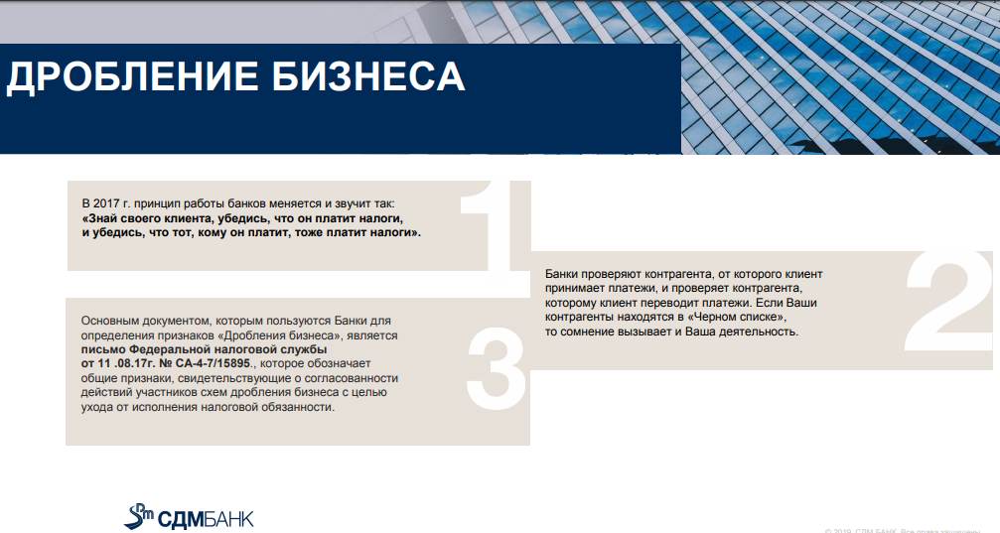 ДРОБЛЕНИЕ БИЗНЕСА
1
В 2017 г. принцип работы банков меняется и звучит так:
«Знай своего клиента, убедись, что он платит налоги,
и убедись, что тот, кому он платит, тоже платит налоги».
2
Банки проверяют контрагента, от которого клиент
принимает платежи, и проверяет контрагента,
которому клиент переводит платежи. Если Ваши
контрагенты находятся в «Черном списке»,
то сомнение вызывает и Ваша деятельность.
3
Основным документом, которым пользуются Банки для
определения признаков «Дробления бизнеса», является
письмо Федеральной налоговой службы
от 11 .08.17г. № СА-4-7/15895., которое обозначает
общие признаки, свидетельствующие о согласованности
действий участников схем дробления бизнеса с целью
ухода от исполнения налоговой обязанности.
СДМБАНК
© 2019. СДМ БАНК. Все права защищены